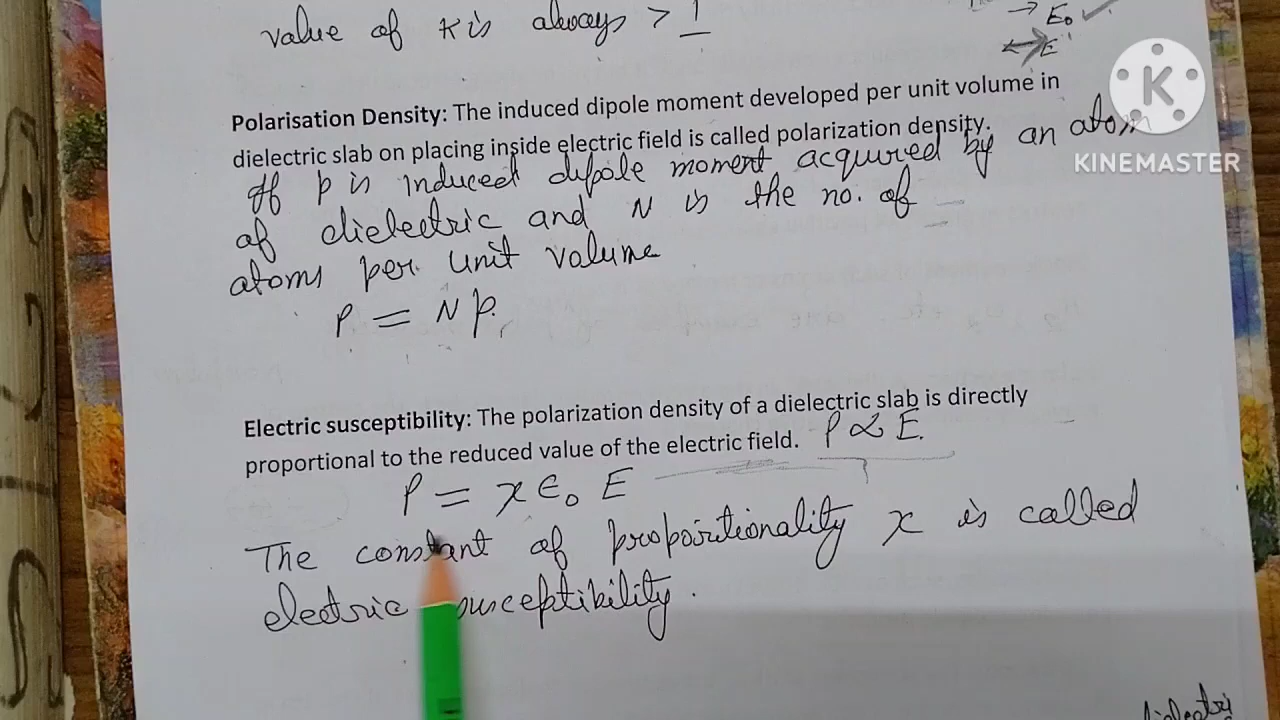 value of K is always > 1
→ E₀
E'
K
KINEMASTER
Polarisation Density: The induced dipole moment developed per unit volume in
dielectric slab on placing inside electric field is called polarization density.
If p is induced dipole moment acquired by an atom
of dielectric and N is the no. of
atoms per unit volume
P = Np.
Electric susceptibility: The polarization density of a dielectric slab is directly
proportional to the reduced value of the electric field. P ∝ E.
P = χ ε₀ E
The constant of proportionality χ is called
electric susceptibility.